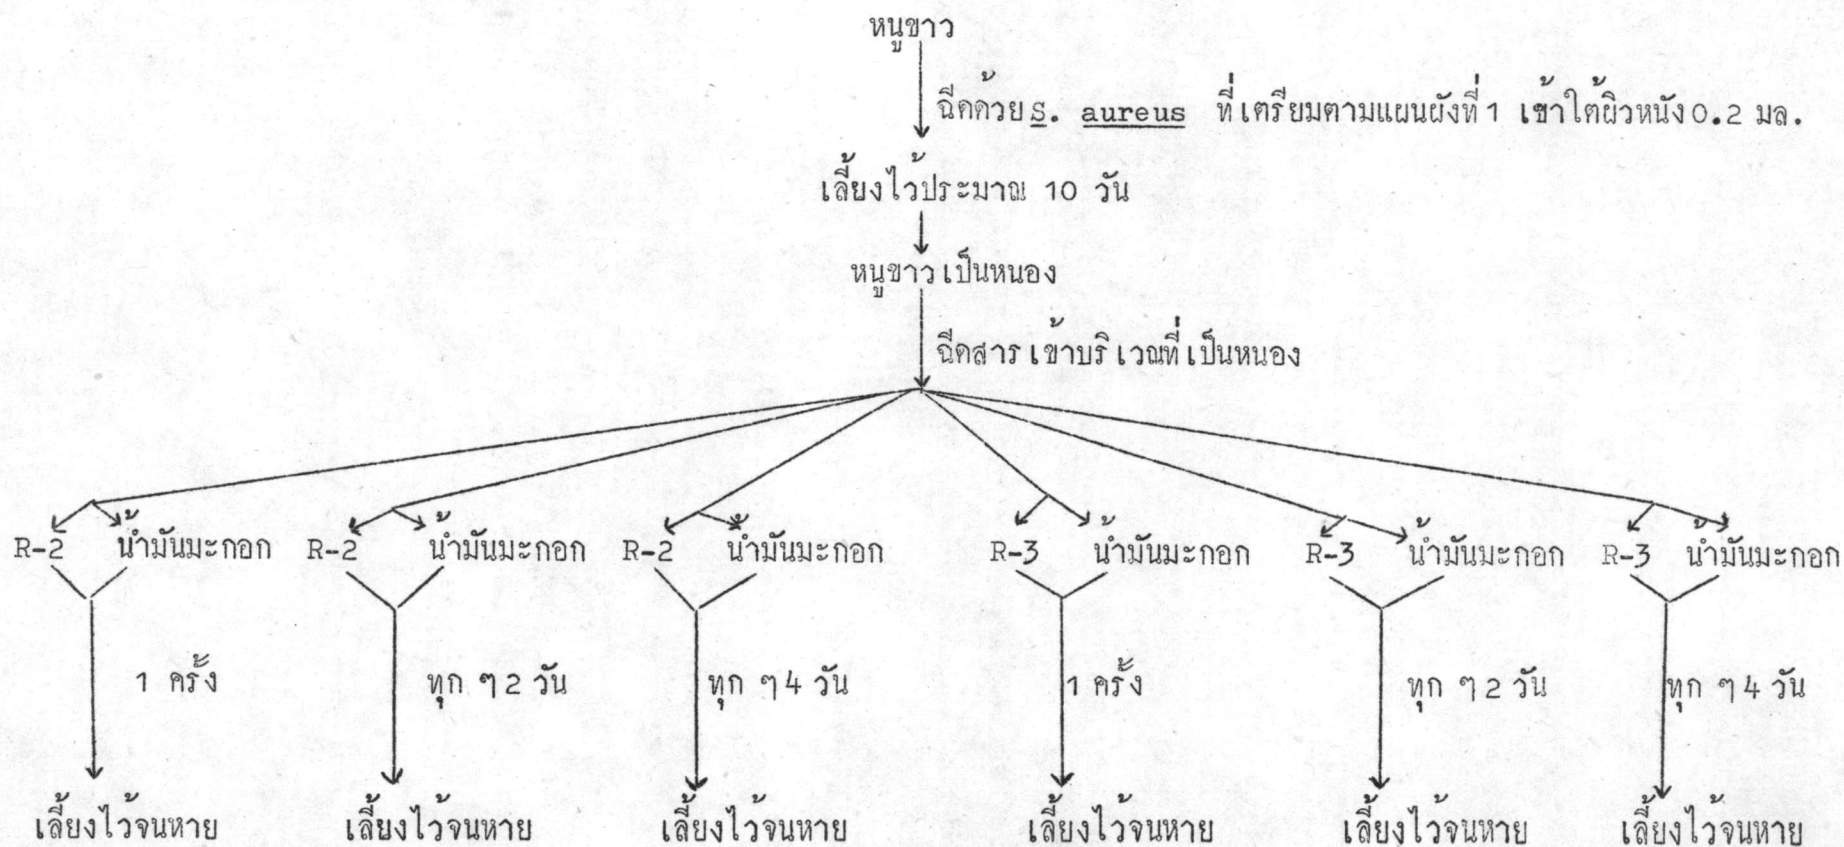 หนูขาว
ฉีดด้วย S. aureus ที่เตรียมตามแผนผังที่ 1 เข้าใต้ผิวหนัง 0.2 มล.
เลี้ยงไว้ประมาณ 10 วัน
หนูขาวเป็นหนอง
ฉีดสารเข้าบริเวณที่เป็นหนอง
R-2 น้ำมันมะกอก R-2 น้ำมันมะกอก R-2 น้ำมันมะกอก R-3 น้ำมันมะกอก R-3 น้ำมันมะกอก R-3 น้ำมันมะกอก
1 ครั้ง ทุก ๆ 2 วัน ทุก ๆ 4 วัน 1 ครั้ง ทุก ๆ 2 วัน ทุก ๆ 4 วัน
เลี้ยงไว้จนหาย เลี้ยงไว้จนหาย เลี้ยงไว้จนหาย เลี้ยงไว้จนหาย เลี้ยงไว้จนหาย เลี้ยงไว้จนหาย